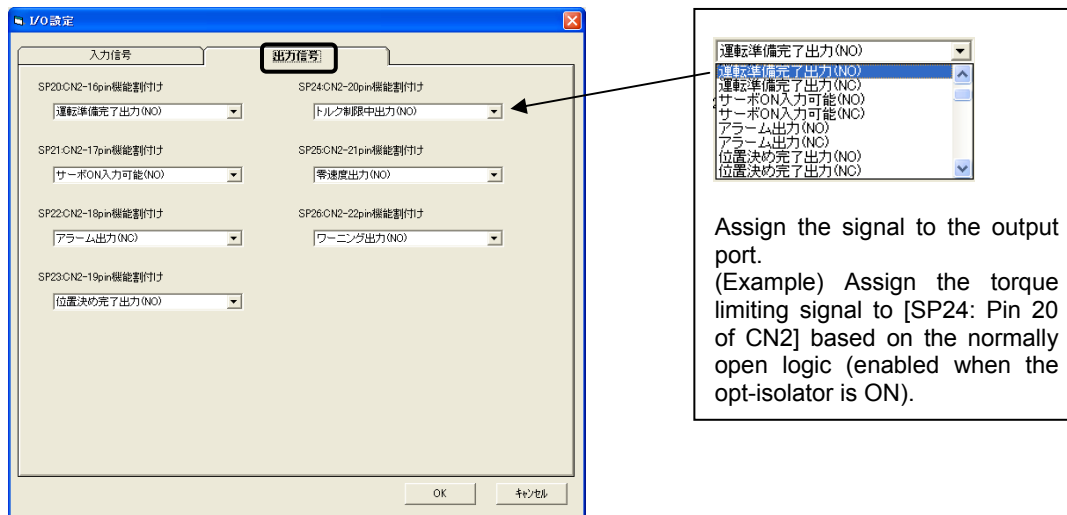 I/O設定
入力信号
出力信号
SP20:CN2-16pin機能割付け
運転準備完了出力(NO)
SP21:CN2-17pin機能割付け
サーボON入力可能(NO)
SP22:CN2-18pin機能割付け
アラーム出力(NC)
SP23:CN2-19pin機能割付け
位置決め完了出力(NO)
SP24:CN2-20pin機能割付け
トルク制限中出力(NO)
SP25:CN2-21pin機能割付け
零速度出力(NO)
SP26:CN2-22pin機能割付け
ワーニング出力(NO)
OK
キャンセル
運転準備完了出力(NO)
運転準備完了出力(NO)
運転準備完了出力(NC)
サーボON入力可能(NO)
サーボON入力可能(NC)
アラーム出力(NO)
アラーム出力(NC)
位置決め完了出力(NO)
位置決め完了出力(NC)
Assign the signal to the output
port.
(Example) Assign the torque
limiting signal to [SP24: Pin 20
of CN2] based on the normally
open logic (enabled when the
opt-isolator is ON).